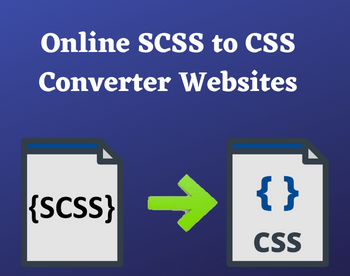 Online SCSS to CSS
Converter Websites
{SCSS}
{ }
CSS